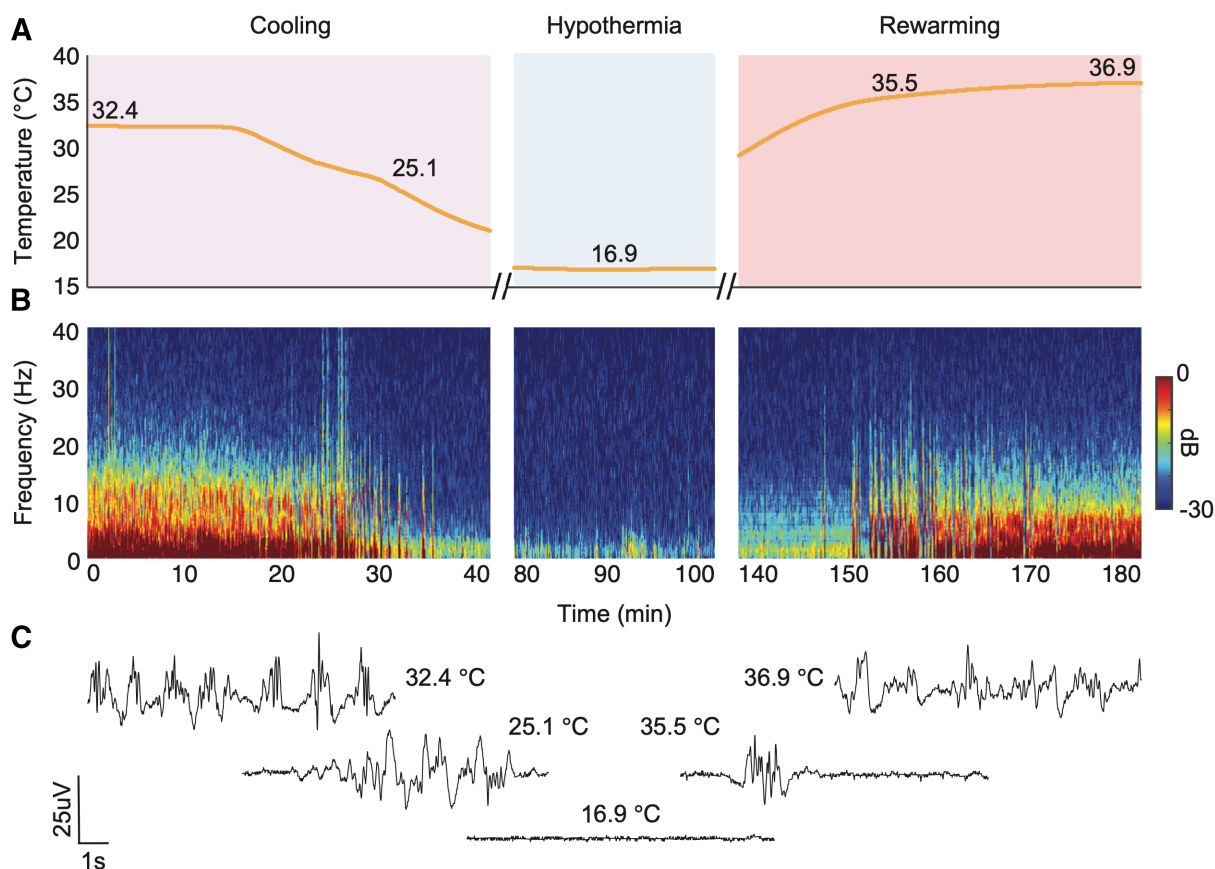 A
Cooling
Hypothermia
Rewarming
Temperature (°C)
40
35
30
25
20
15
32.4
25.1
16.9
35.5
36.9
B
Frequency (Hz)
40
30
20
10
0
0 10 20 30 40
80 90 100
140 150 160 170 180
Time (min)
0
dB
-30
C
32.4 °C
36.9 °C
25.1 °C
35.5 °C
16.9 °C
25uV
1s